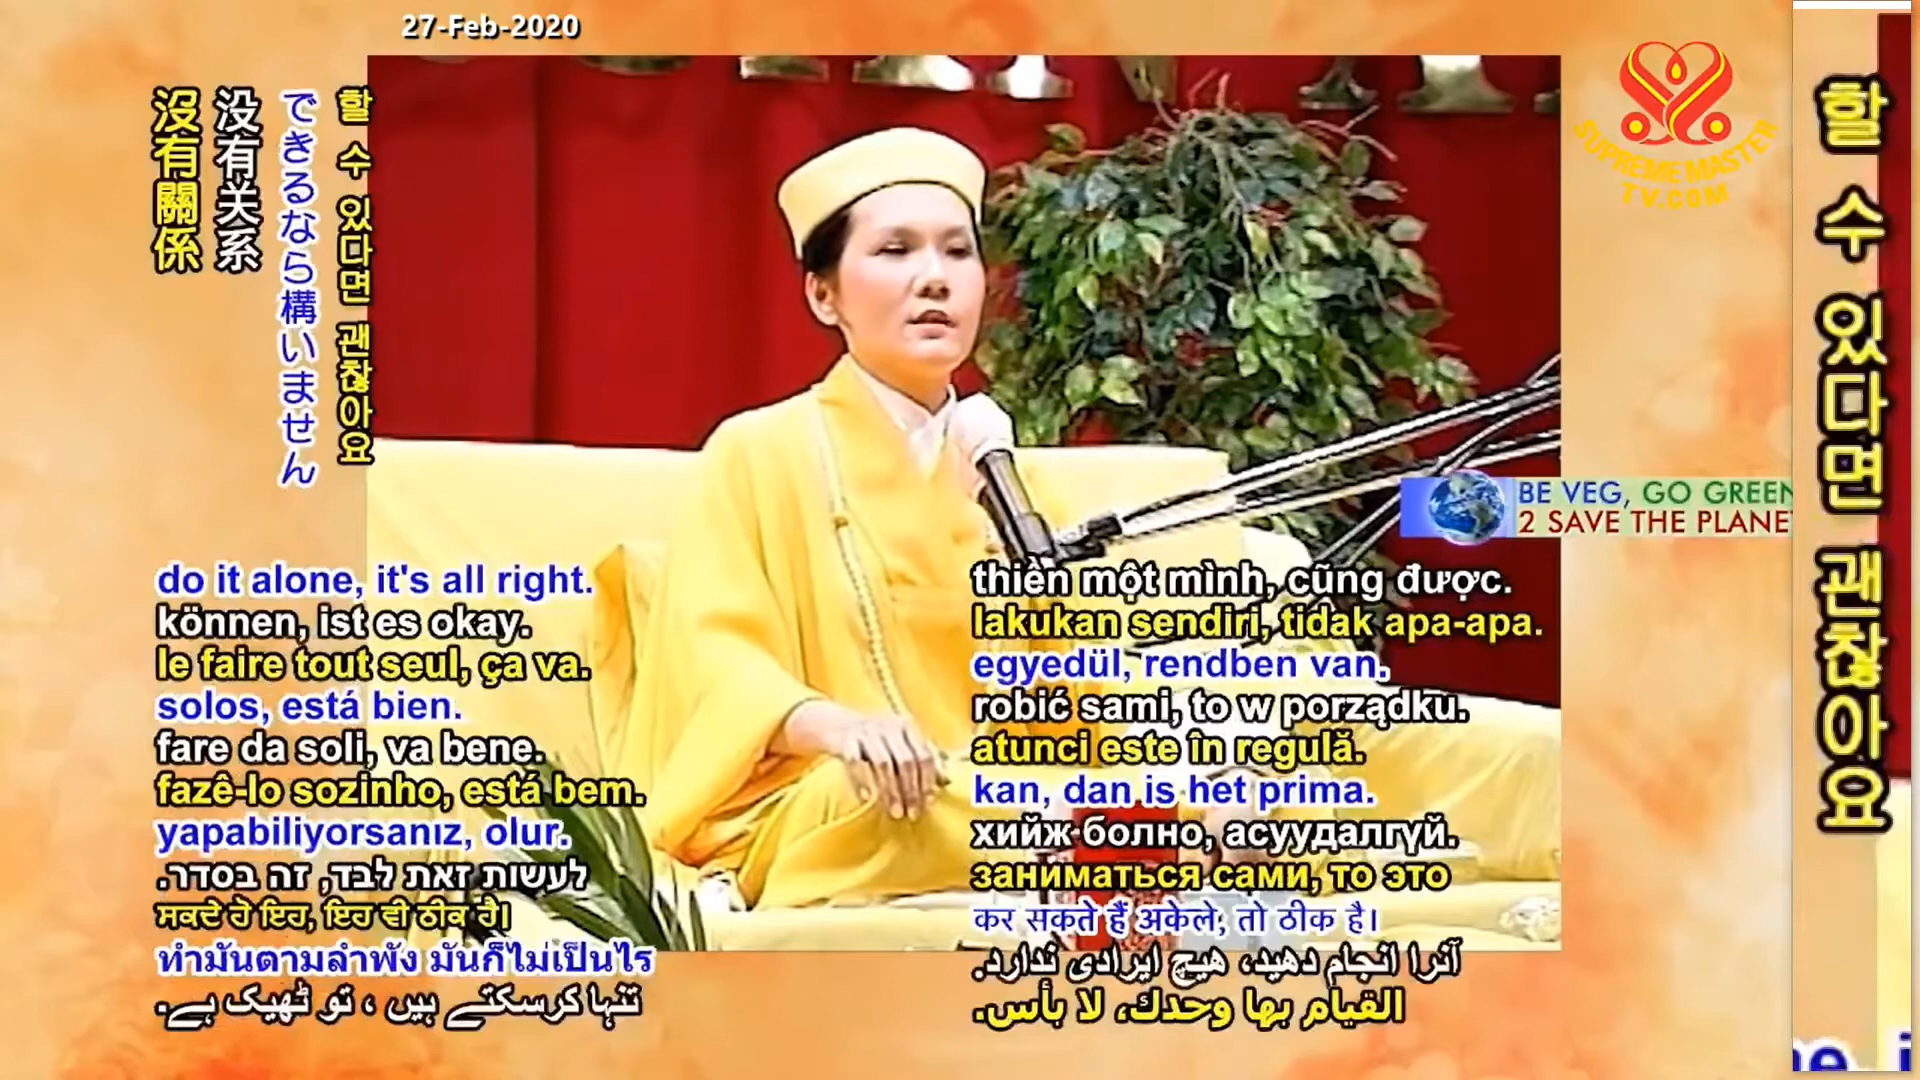 27-Feb-2020
沒有關係
没有关系
できるなら構いません
할 수 있다면 괜찮아요
SUPREME MASTER
TV.COM
할 수 있다면 괜찮아요
BE VEG, GO GREEN
2 SAVE THE PLANE
do it alone, it's all right.
können, ist es okay.
le faire tout seul, ça va.
solos, está bien.
fare da soli, va bene.
fazê-lo sozinho, está bem.
yapabiliyorsanız, olur.
לעשות זאת לבד, זה בסדר.
ਸਕਦੇ ਹੋ ਇਹ, ਇਹ ਵੀ ਠੀਕ ਹੈ।
ทำมันตามลำพัง มันก็ไม่เป็นไร
تنہا کرسکتے ہیں ، تو ٹھیک ہے۔
thiền một mình, cũng được.
lakukan sendiri, tidak apa-apa.
egyedül, rendben van.
robić sami, to w porządku.
atunci este în regulă.
kan, dan is het prima.
хийж болно, асуудалгүй.
заниматься сами, то это
कर सकते हैं अकेले, तो ठीक है।
آنرا انجام دهید، هیچ ایرادی ندارد.
القيام بها وحدك، لا بأس.